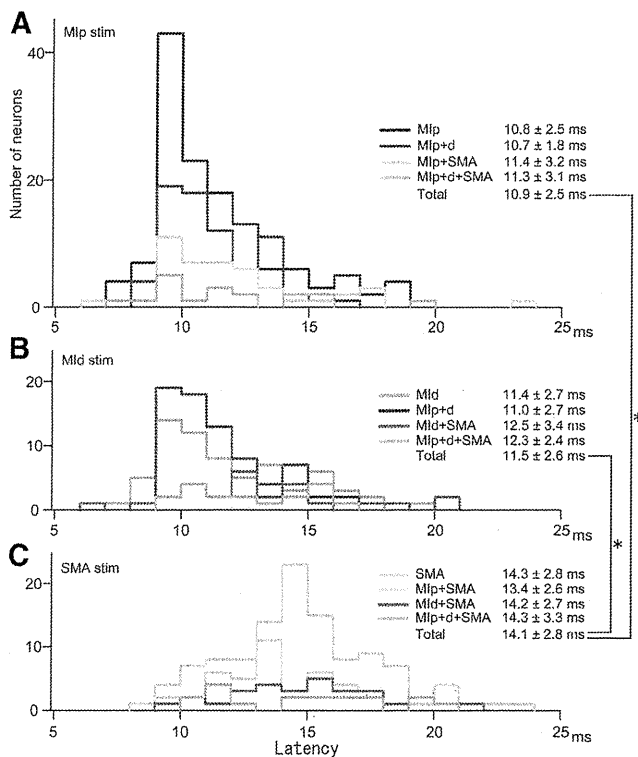 A
MIp stim
Number of neurons
40
20
0
MIp 10.8 ± 2.5 ms
MIp+d 10.7 ± 1.8 ms
MIp+SMA 11.4 ± 3.2 ms
MIp+d+SMA 11.3 ± 3.1 ms
Total 10.9 ± 2.5 ms
5 10 15 20 25 ms
B
MId stim
20
10
0
MId 11.4 ± 2.7 ms
MIp+d 11.0 ± 2.7 ms
MId+SMA 12.5 ± 3.4 ms
MIp+d+SMA 12.3 ± 2.4 ms
Total 11.5 ± 2.6 ms
*
*
5 10 15 20 25 ms
C
SMA stim
20
10
0
SMA 14.3 ± 2.8 ms
MIp+SMA 13.4 ± 2.6 ms
MId+SMA 14.2 ± 2.7 ms
MIp+d+SMA 14.3 ± 3.3 ms
Total 14.1 ± 2.8 ms
5 10 15 20 25 ms
Latency